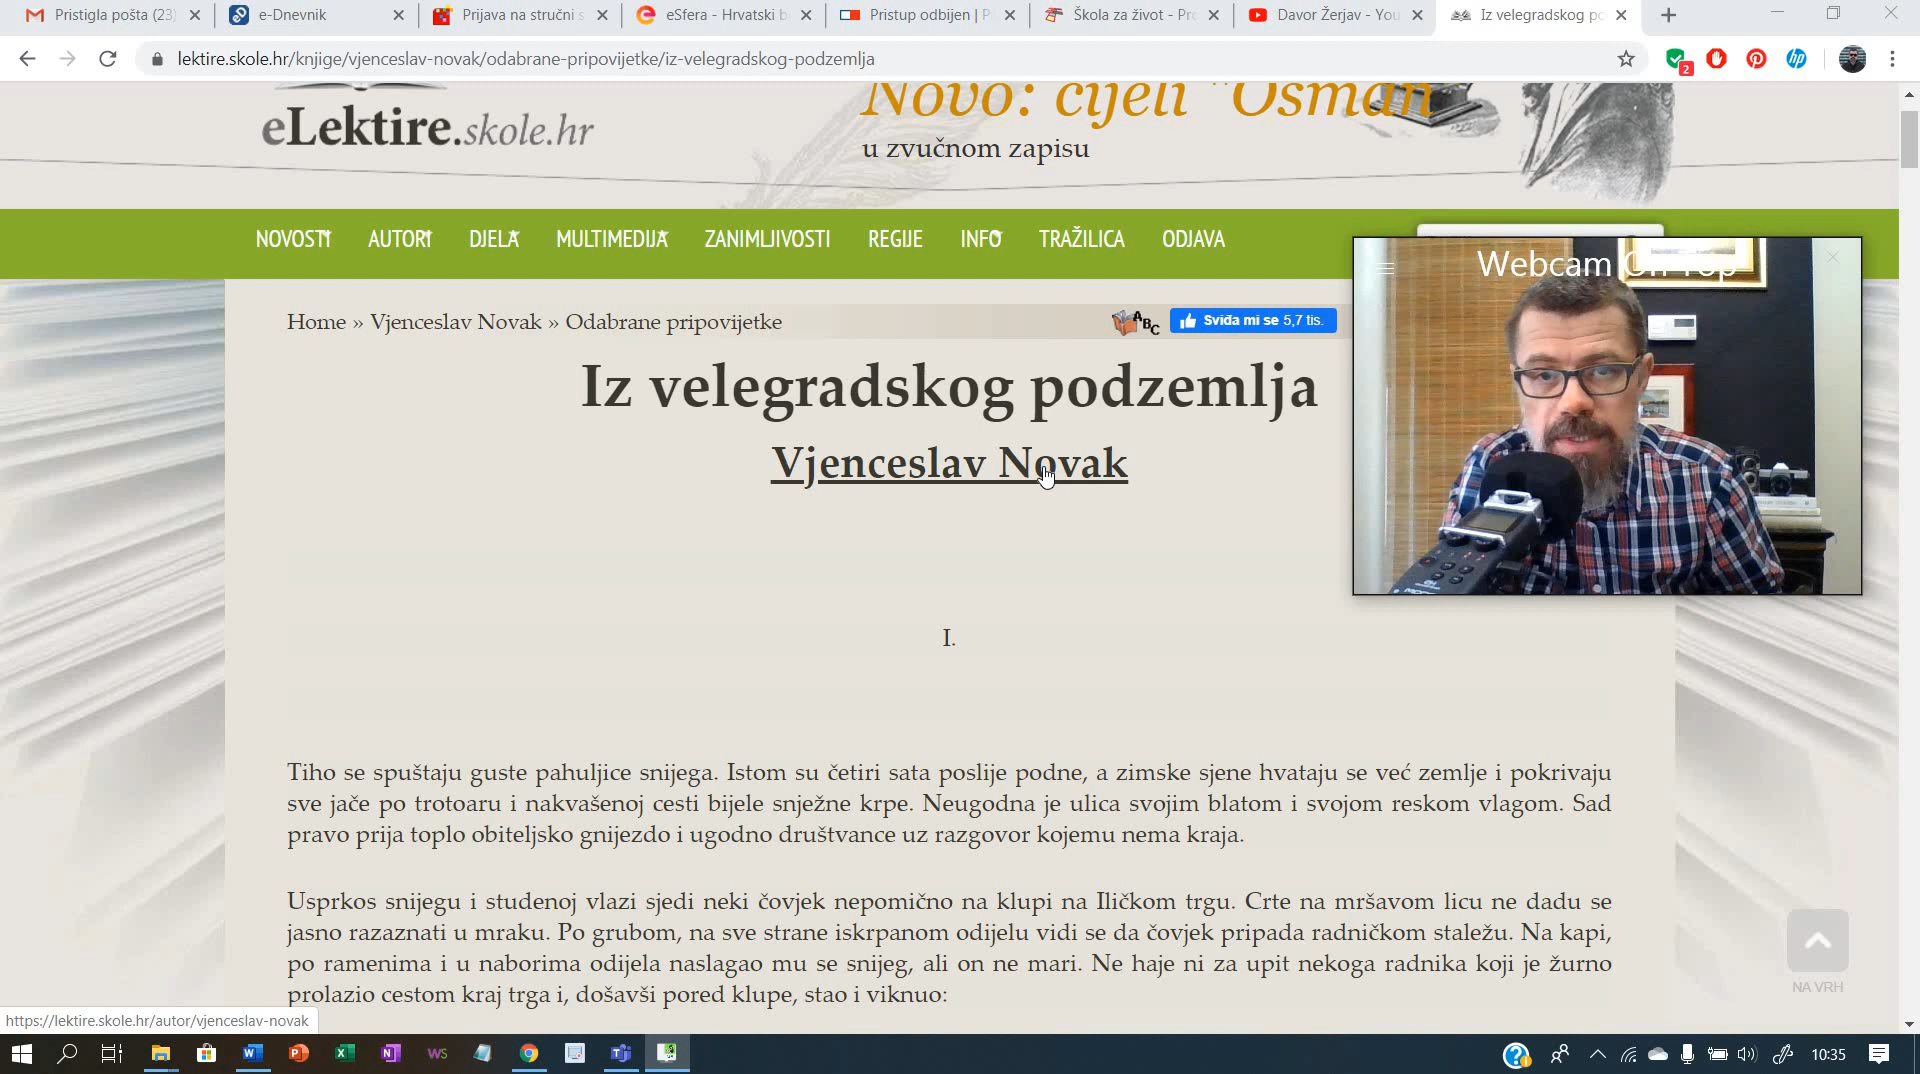 Pristigla pošta (23)
e-Dnevnik
Prijava na stručni s
eSfera - Hrvatski b
Pristup odbijen | P
Škola za život - Pr
Davor Žerjav - You
Iz velegradskog po
lektire.skole.hr/knjige/vjenceslav-novak/odabrane-pripovijetke/iz-velegradskog-podzemlja
2
eLektire.skole.hr
Novo: cijeli "Osman
u zvučnom zapisu
NOVOSTI AUTORI DJELA MULTIMEDIJA ZANIMLJIVOSTI REGIJE INFO TRAŽILICA ODJAVA
Webcam On Top
Home » Vjenceslav Novak » Odabrane pripovijetke
ABC
Sviđa mi se 5,7 tis.
Iz velegradskog podzemlja
Vjenceslav Novak
I.
Tiho se spuštaju guste pahuljice snijega. Istom su četiri sata poslije podne, a zimske sjene hvataju se već zemlje i pokrivaju
sve jače po trotoaru i nakvašenoj cesti bijele snježne krpe. Neugodna je ulica svojim blatom i svojom reskom vlagom. Sad
pravo prija toplo obiteljsko gnijezdo i ugodno društvance uz razgovor kojemu nema kraja.
Usprkos snijegu i studenoj vlazi sjedi neki čovjek nepomično na klupi na Iličkom trgu. Crte na mršavom licu ne dadu se
jasno razaznati u mraku. Po grubom, na sve strane iskrpanom odijelu vidi se da čovjek pripada radničkom staležu. Na kapi,
po ramenima i u naborima odijela naslagao mu se snijeg, ali on ne mari. Ne haje ni za upit nekoga radnika koji je žurno
prolazio cestom kraj trga i, došavši pored klupe, stao i viknuo:
NA VRH
https://lektire.skole.hr/autor/vjenceslav-novak
WS
10:35